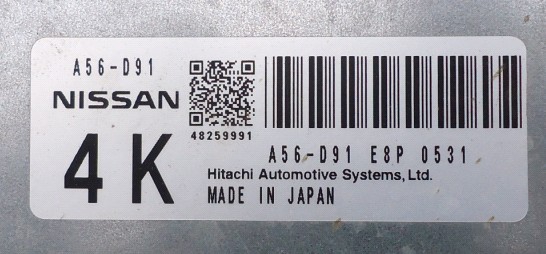 A56-D91
NISSAN
4K
48259991
A56-D91 E8P 0531
Hitachi Automotive Systems, Ltd.
MADE IN JAPAN